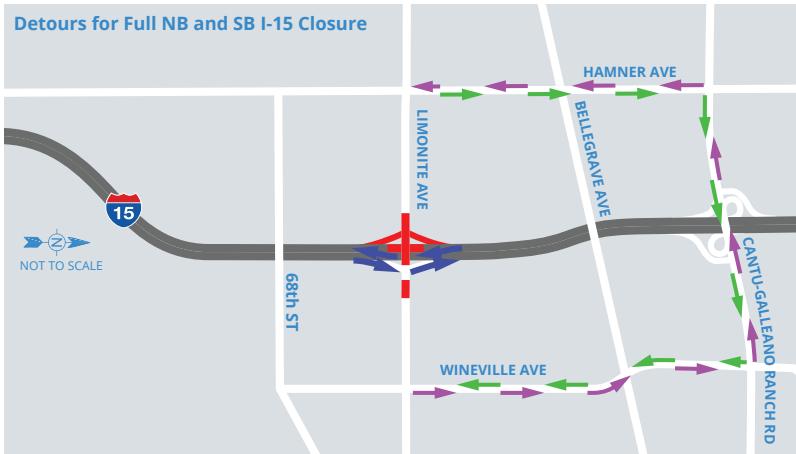 Detours for Full NB and SB I-15 Closure
HAMNER AVE
LIMONITE AVE
BELLEGRAVE AVE
15
N
NOT TO SCALE
68th ST
CANTU-GALLEANO RANCH RD
WINEVILLE AVE